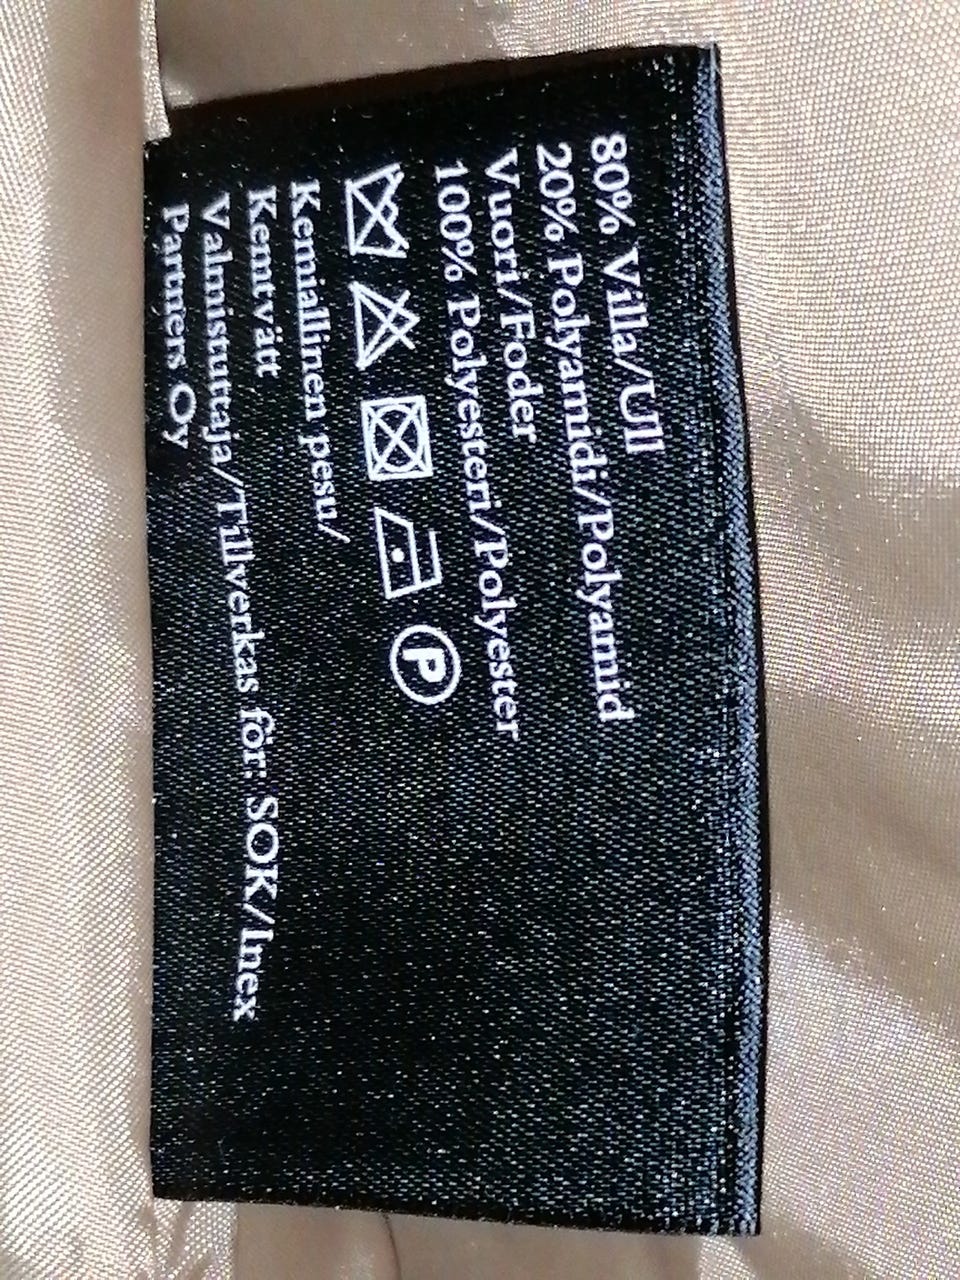 80% Villa/Ull
20% Polyamidi/Polyamid
Vuori/Foder
100% Polyesteri/Polyester
P
Kemiallinen pesu/
Kemtvätt
Valmistuttaja/Tillverkas för: SOK/Inex
Partners Oy